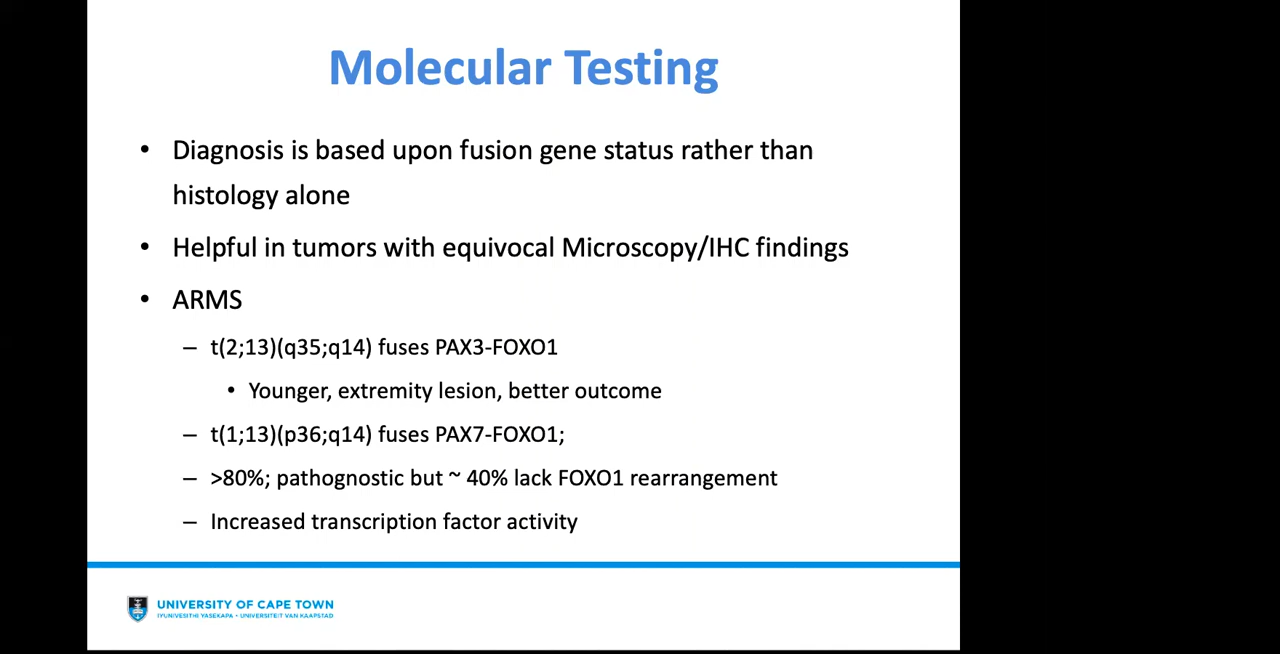 Molecular Testing
• Diagnosis is based upon fusion gene status rather than
histology alone
• Helpful in tumors with equivocal Microscopy/IHC findings
• ARMS
– t(2;13)(q35;q14) fuses PAX3-FOXO1
• Younger, extremity lesion, better outcome
– t(1;13)(p36;q14) fuses PAX7-FOXO1;
– >80%; pathognostic but ~ 40% lack FOXO1 rearrangement
– Increased transcription factor activity
UNIVERSITY OF CAPE TOWN
IYUNIVESITHI YASEKAPA • UNIVERSITEIT VAN KAAPSTAD